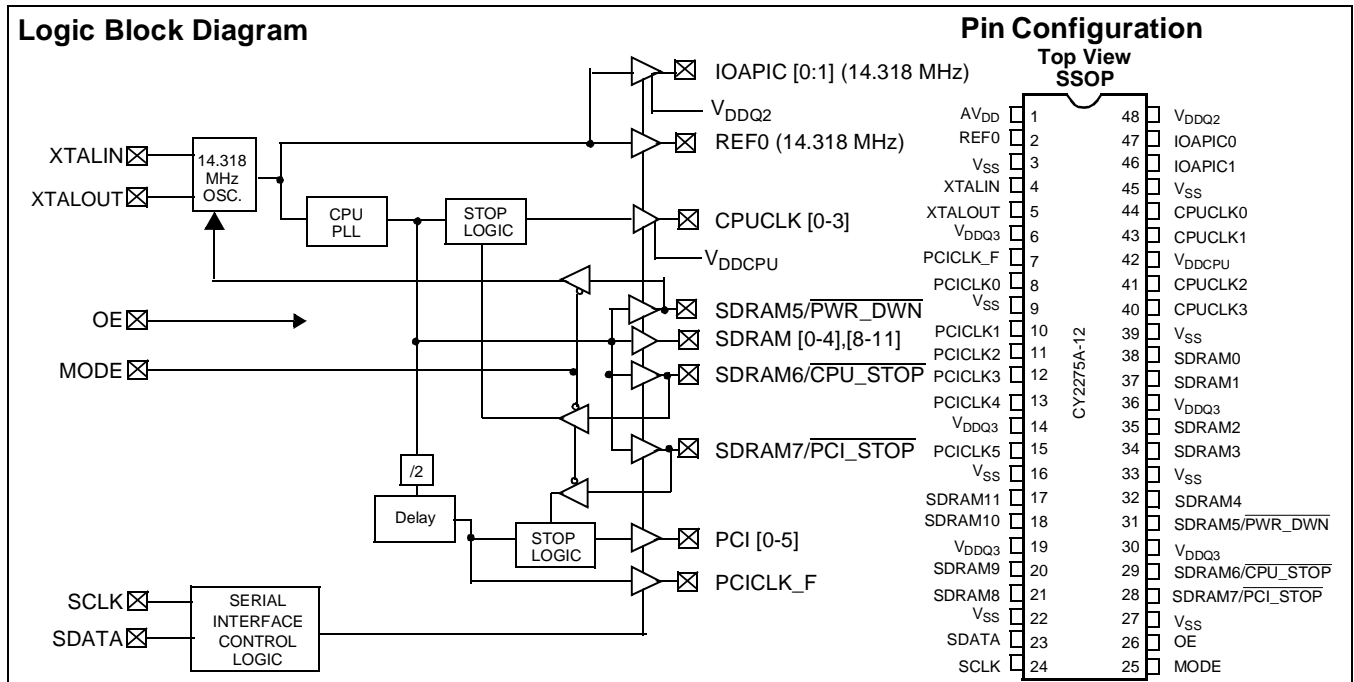 Logic Block Diagram
IOAPIC [0:1] (14.318 MHz)
VDDQ2
REF0 (14.318 MHz)
XTALIN
XTALOUT
14.318
MHz
OSC.
CPU
PLL
STOP
LOGIC
CPUCLK [0-3]
VDDCPU
OE
MODE
SDRAM5/PWR_DWN
SDRAM [0-4],[8-11]
SDRAM6/CPU_STOP
SDRAM7/PCI_STOP
/2
Delay
STOP
LOGIC
PCI [0-5]
PCICLK_F
SCLK
SDATA
SERIAL
INTERFACE
CONTROL
LOGIC
Pin Configuration
Top View
SSOP
CY2275A-12
AVDD 1 48 VDDQ2
REF0 2 47 IOAPIC0
VSS 3 46 IOAPIC1
XTALIN 4 45 VSS
XTALOUT 5 44 CPUCLK0
VDDQ3 6 43 CPUCLK1
PCICLK_F 7 42 VDDCPU
PCICLK0 8 41 CPUCLK2
VSS 9 40 CPUCLK3
PCICLK1 10 39 VSS
PCICLK2 11 38 SDRAM0
PCICLK3 12 37 SDRAM1
PCICLK4 13 36 VDDQ3
VDDQ3 14 35 SDRAM2
PCICLK5 15 34 SDRAM3
VSS 16 33 VSS
SDRAM11 17 32 SDRAM4
SDRAM10 18 31 SDRAM5/PWR_DWN
VDDQ3 19 30 VDDQ3
SDRAM9 20 29 SDRAM6/CPU_STOP
SDRAM8 21 28 SDRAM7/PCI_STOP
VSS 22 27 VSS
SDATA 23 26 OE
SCLK 24 25 MODE